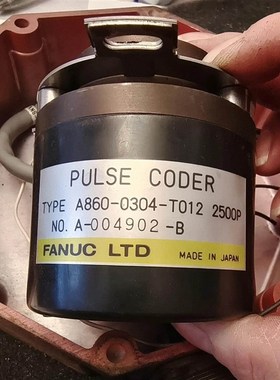 PULSE CODER
TYPE A860-0304-T012 2500P
NO. A-004902-B
FANUC LTD MADE IN JAPAN